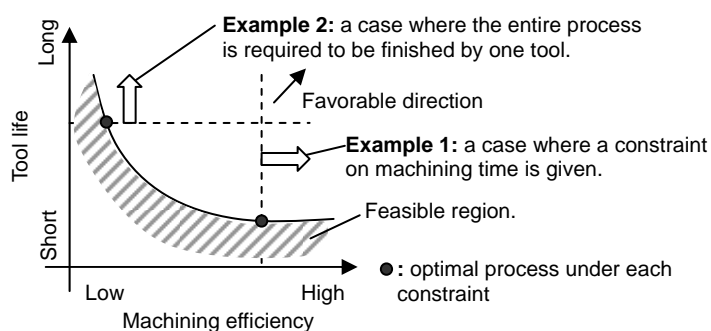 Example 2: a case where the entire process
is required to be finished by one tool.
Favorable direction
Example 1: a case where a constraint
on machining time is given.
Feasible region.
: optimal process under each
constraint
Long
Tool life
Short
Low
High
Machining efficiency